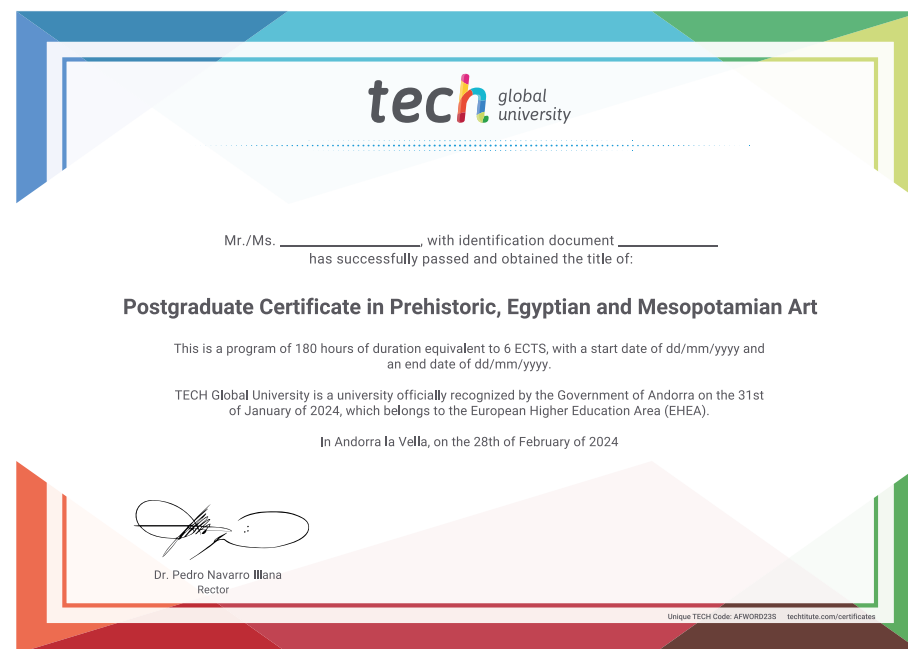 tech global
university
Mr./Ms. ____________________, with identification document ______________
has successfully passed and obtained the title of:
Postgraduate Certificate in Prehistoric, Egyptian and Mesopotamian Art
This is a program of 180 hours of duration equivalent to 6 ECTS, with a start date of dd/mm/yyyy and
an end date of dd/mm/yyyy.
TECH Global University is a university officially recognized by the Government of Andorra on the 31st
of January of 2024, which belongs to the European Higher Education Area (EHEA).
In Andorra la Vella, on the 28th of February of 2024
Dr. Pedro Navarro Illana
Rector
Unique TECH Code: AFWORD23S techtitute.com/certificates